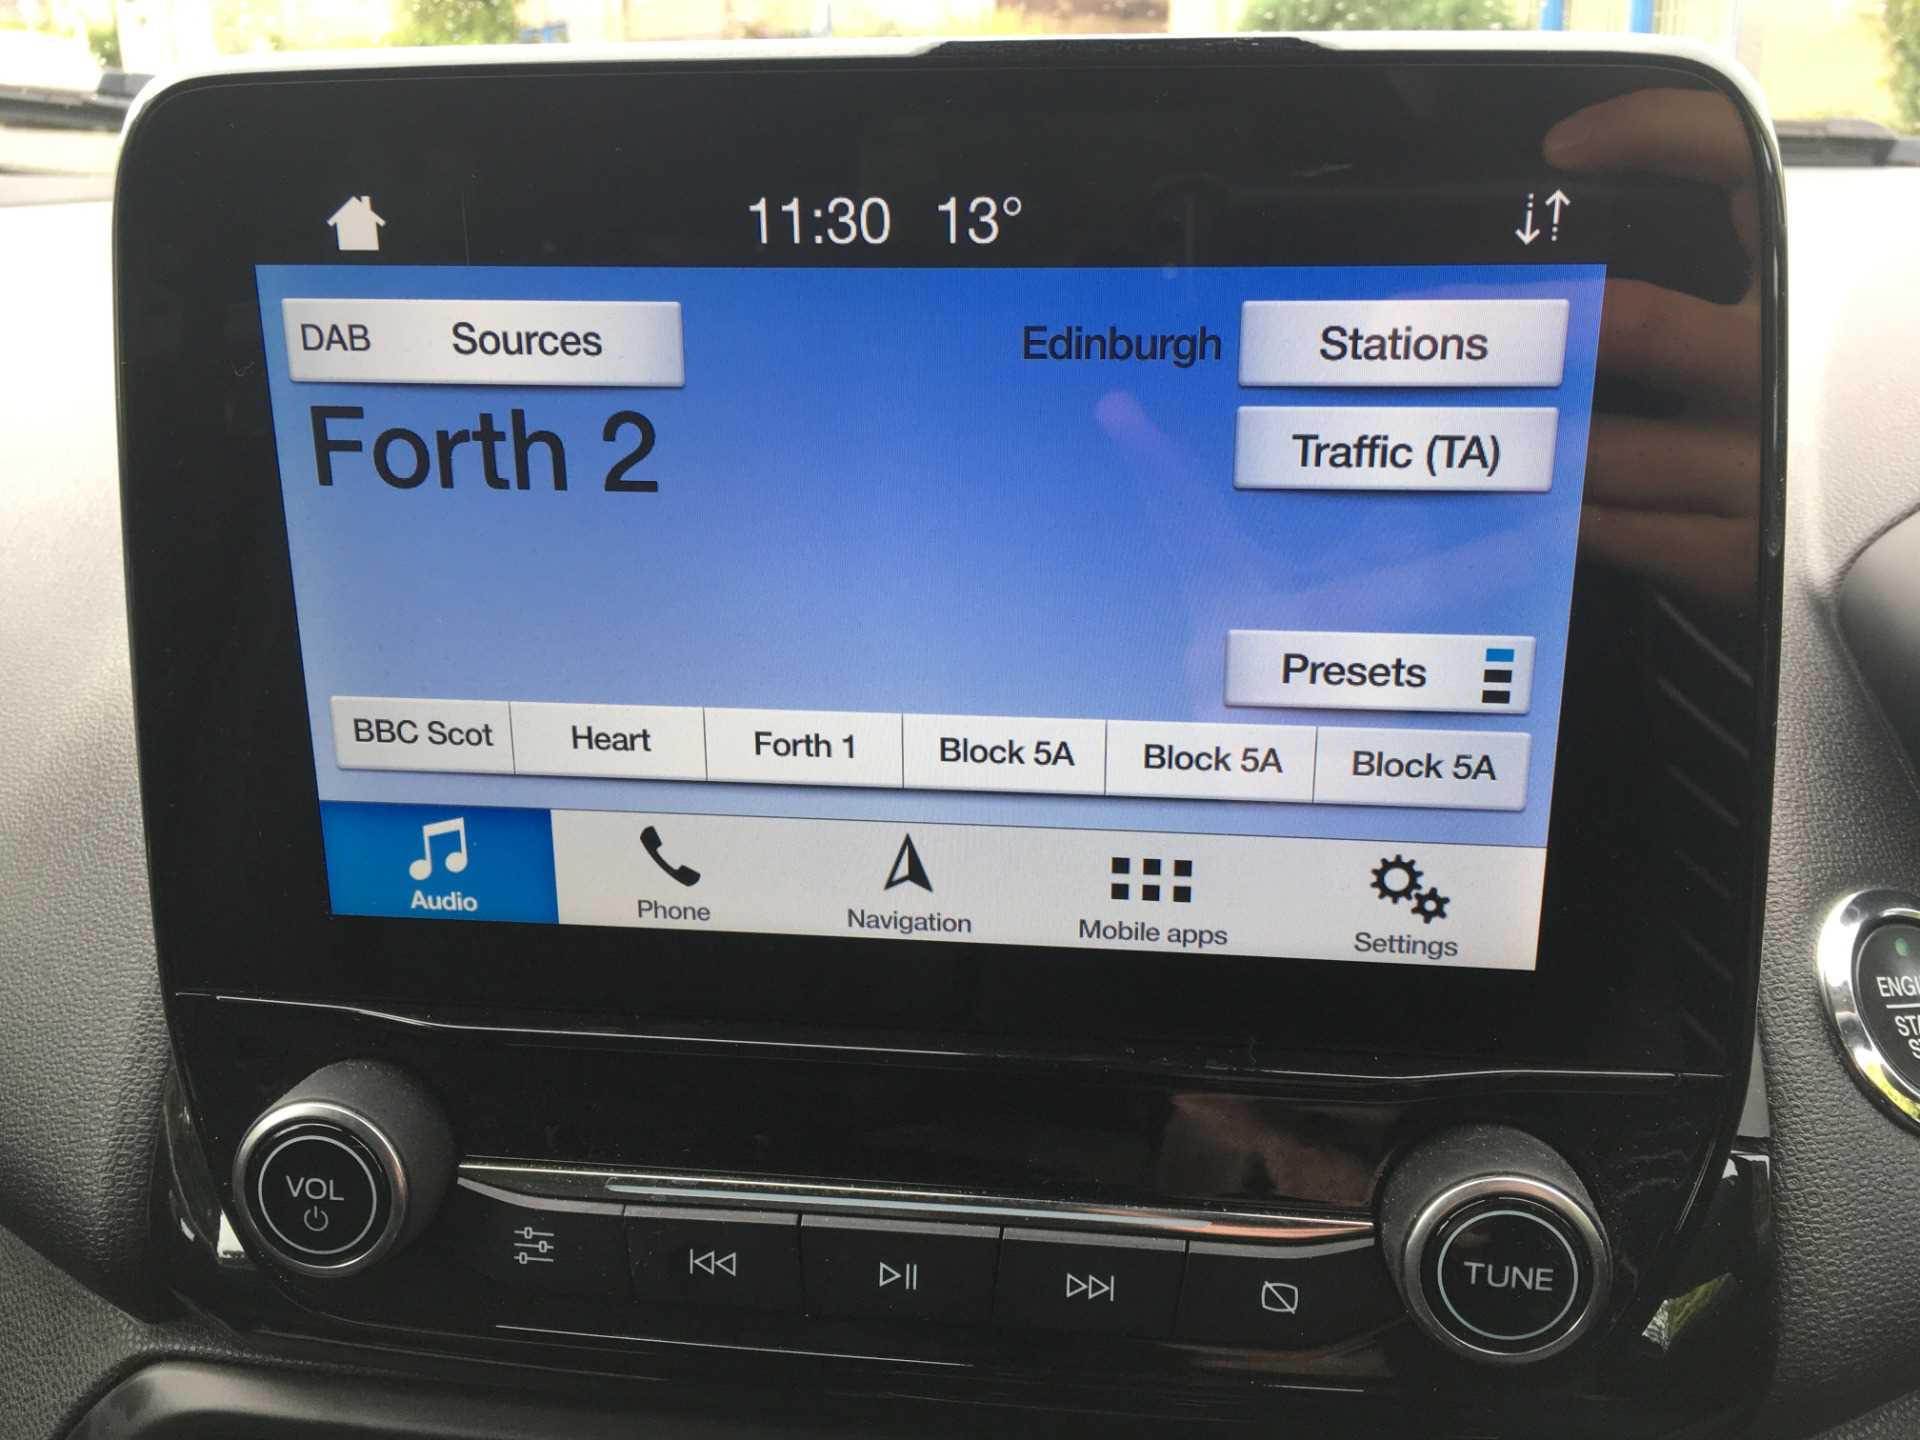 11:30 13°
DAB Sources
Edinburgh
Stations
Forth 2
Traffic (TA)
Presets
BBC Scot
Heart
Forth 1
Block 5A
Block 5A
Block 5A
Audio
Phone
Navigation
Mobile apps
Settings
VOL
TUNE